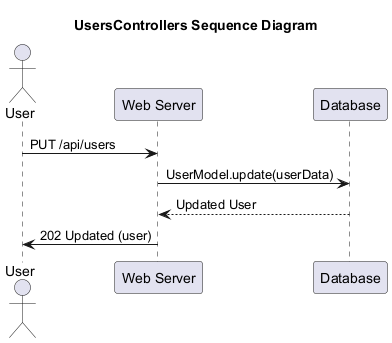 UsersControllers Sequence Diagram
User
Web Server
Database
PUT /api/users
UserModel.update(userData)
Updated User
202 Updated (user)
User
Web Server
Database